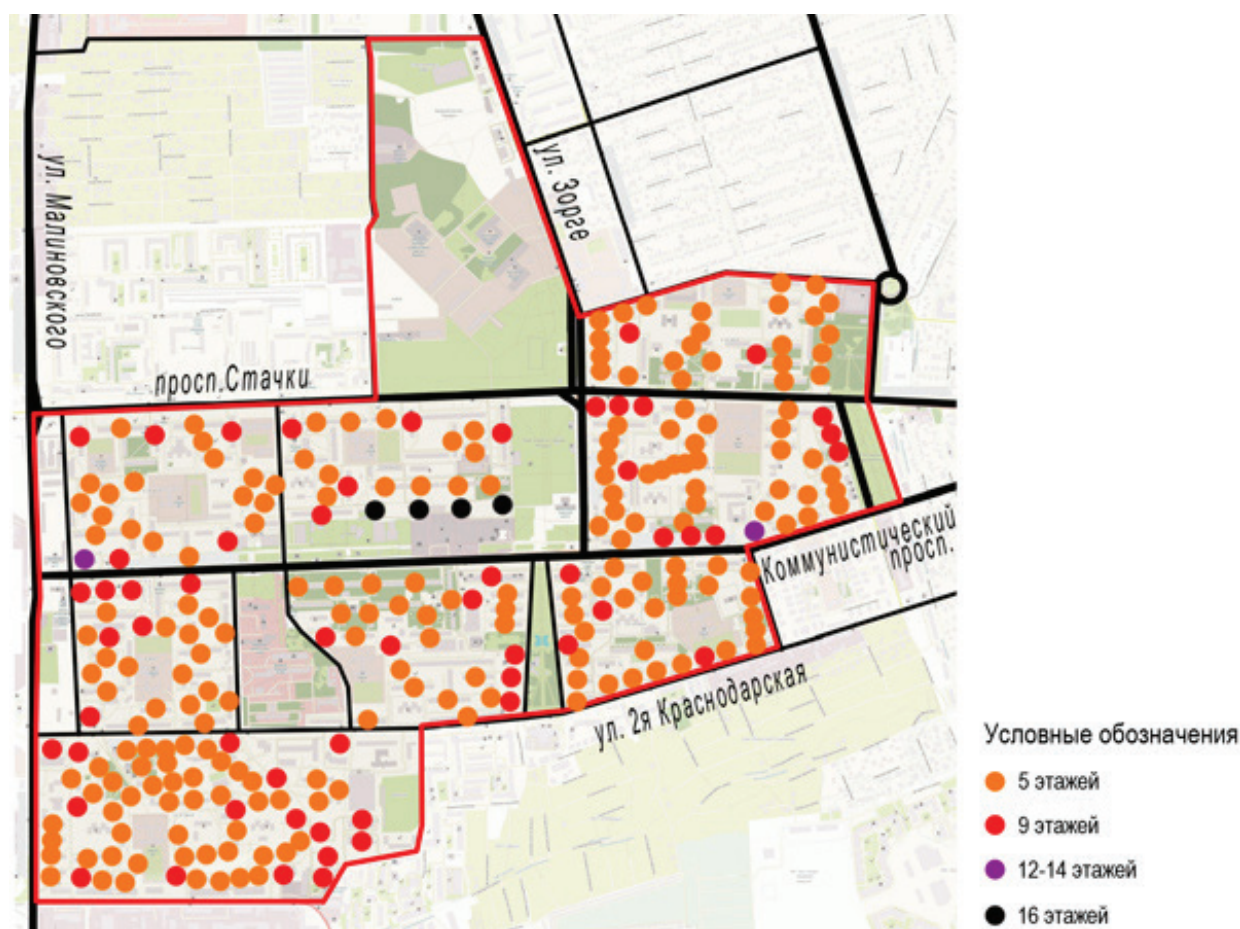 ул. Малиновского
ул. Зорге
просп.Стачки
Коммунистический
просп.
ул. 2я Краснодарская
Условные обозначения
5 этажей
9 этажей
12-14 этажей
16 этажей